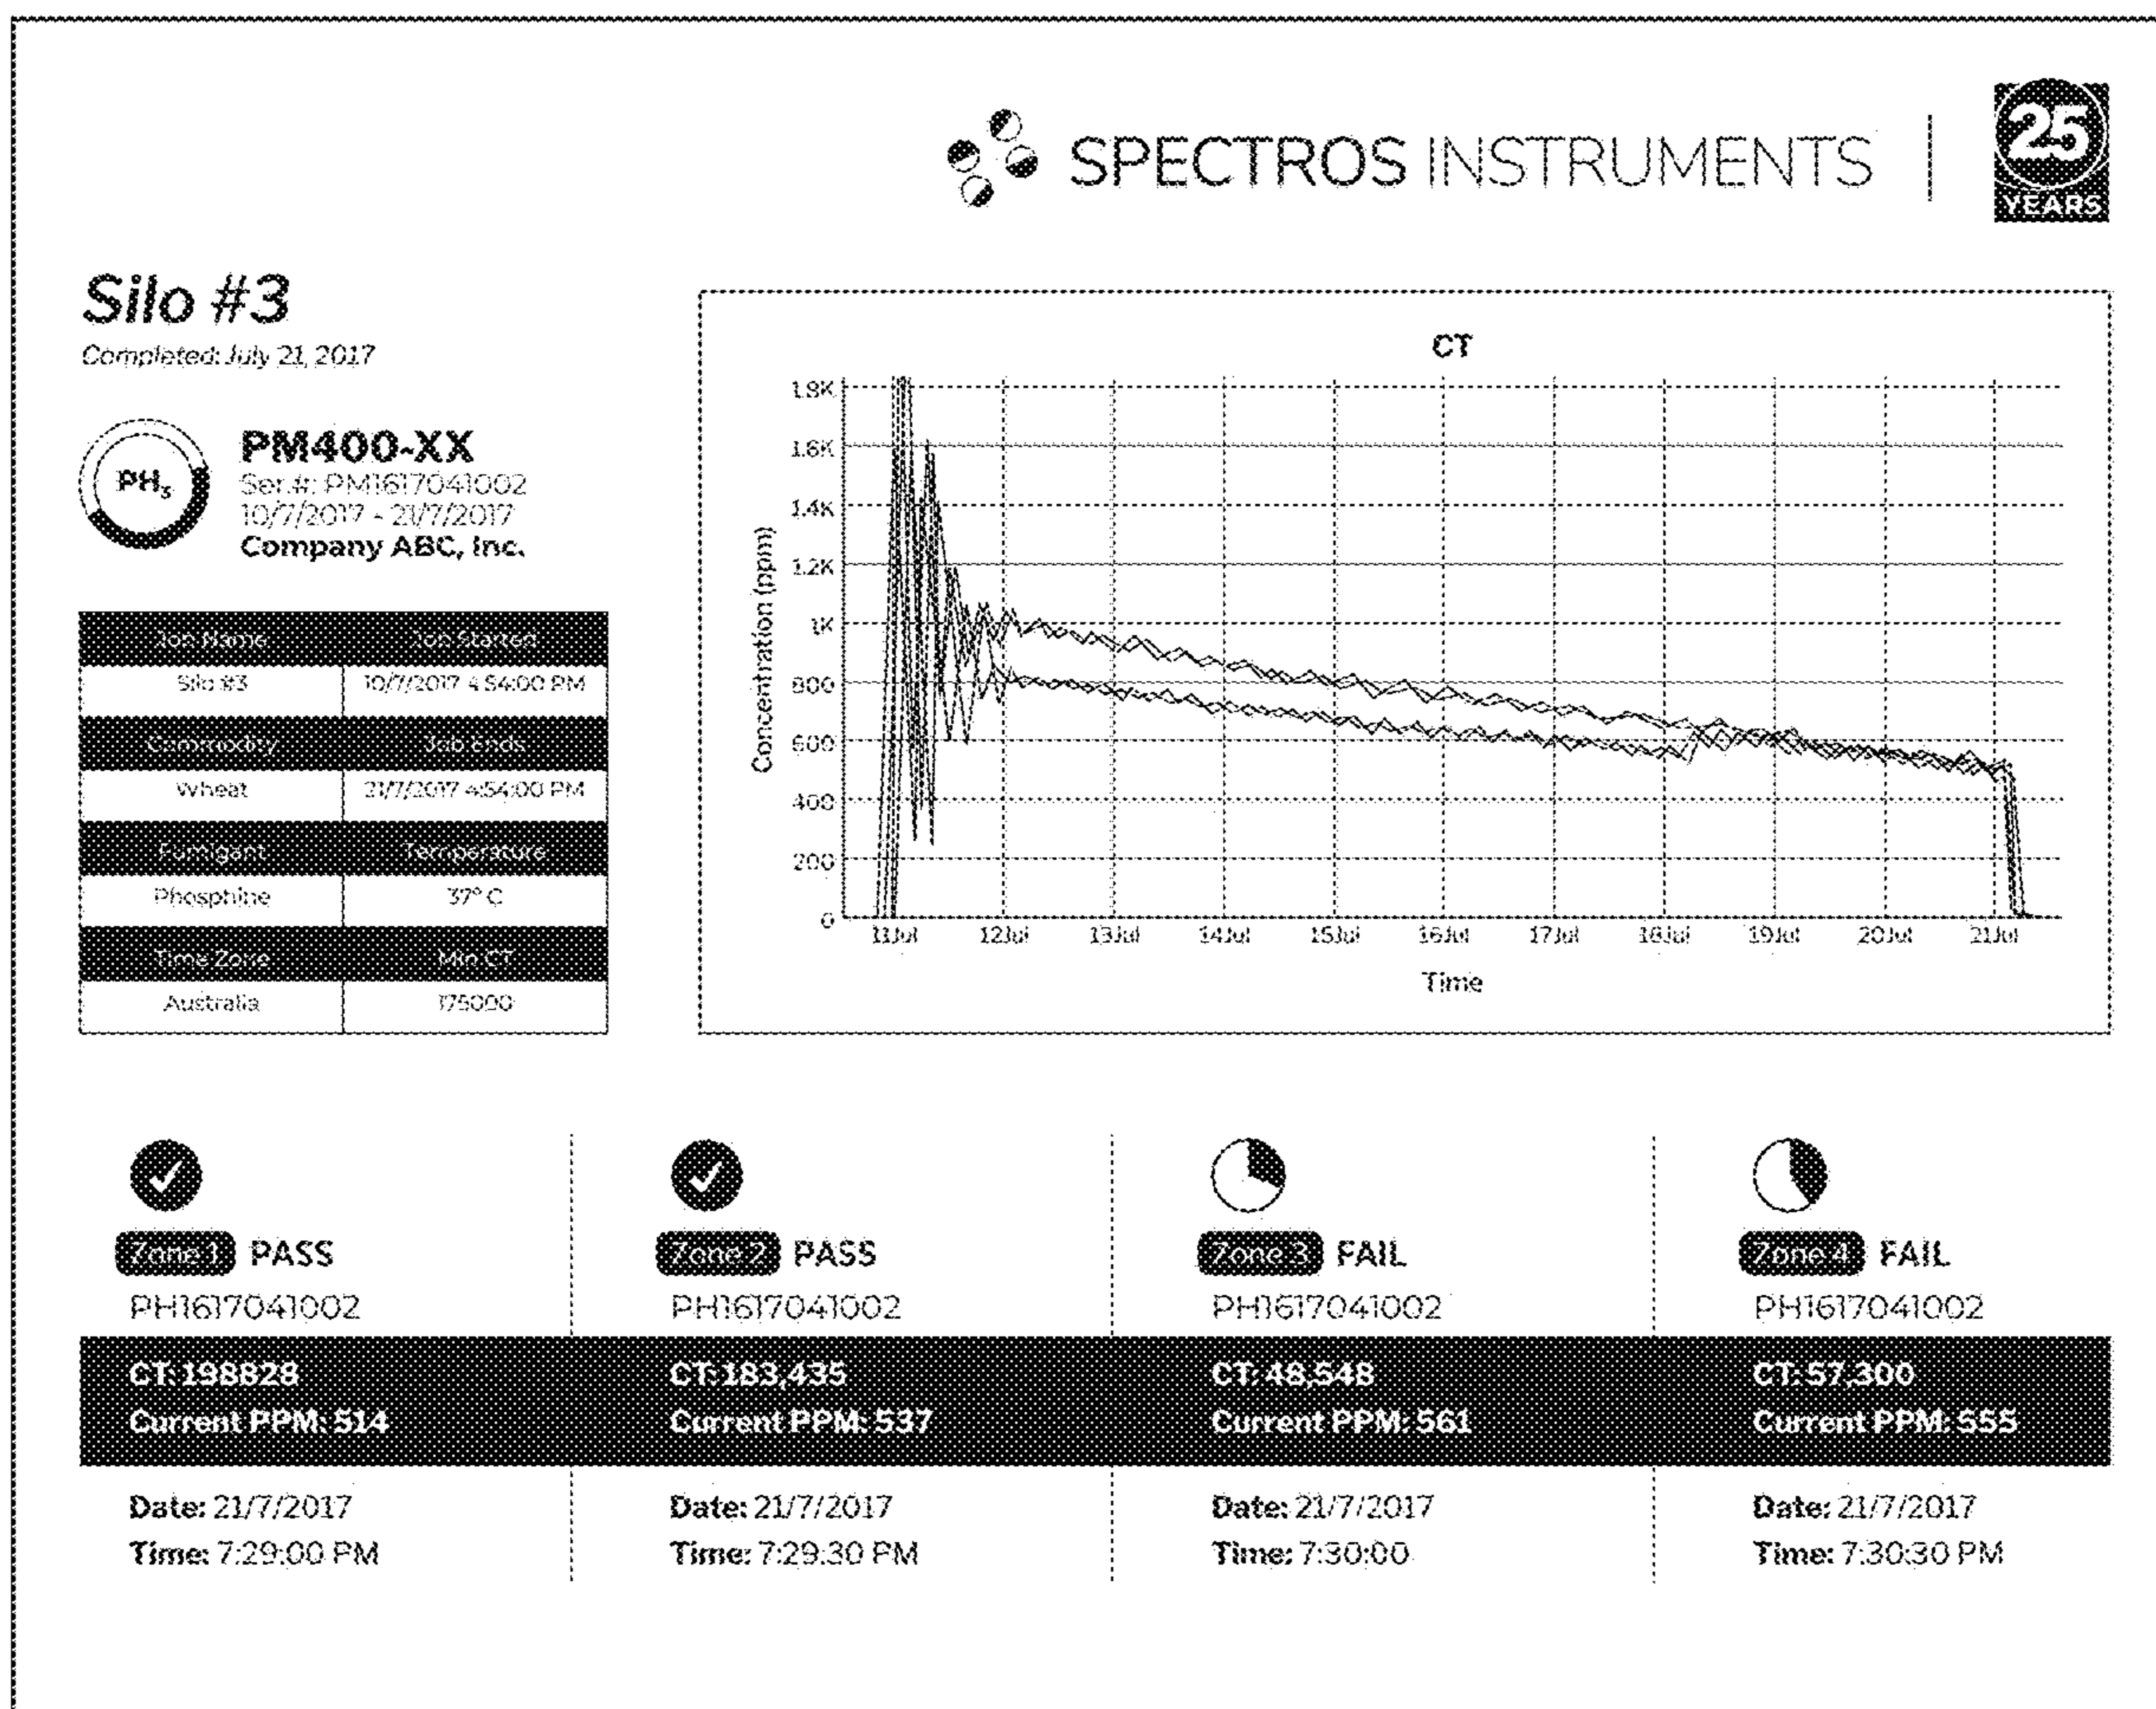 SPECTROS INSTRUMENTS
25
YEARS
Silo #3
Completed: July 21, 2017
PH3
PM400-XX
Ser.#: PM1617041002
10/7/2017 - 21/7/2017
Company ABC, Inc.
Job Name Job Started
Silo #3 10/7/2017 4:54:00 PM
Commodity Job Ends
Wheat 21/7/2017 4:54:00 PM
Fumigant Temperature
Phosphine 37° C
Time Zone Min CT
Australia 175000
CT
Concentration (ppm)
1.8K
1.6K
1.4K
1.2K
1K
800
600
400
200
0
11Jul 12Jul 13Jul 14Jul 15Jul 16Jul 17Jul 18Jul 19Jul 20Jul 21Jul
Time
Zone 1 PASS
PH1617041002
CT: 198828
Current PPM: 514
Date: 21/7/2017
Time: 7:29:00 PM
Zone 2 PASS
PH1617041002
CT: 183,435
Current PPM: 537
Date: 21/7/2017
Time: 7:29:30 PM
Zone 3 FAIL
PH1617041002
CT: 48,548
Current PPM: 561
Date: 21/7/2017
Time: 7:30:00
Zone 4 FAIL
PH1617041002
CT: 57,300
Current PPM: 555
Date: 21/7/2017
Time: 7:30:30 PM